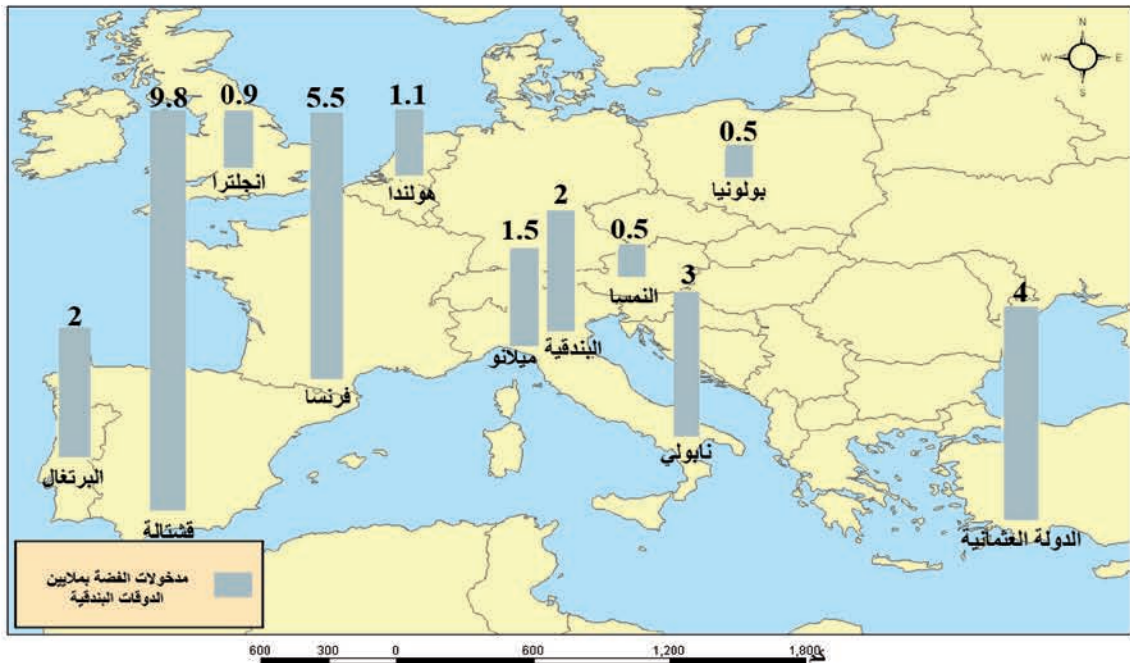 N
W
E
S
9.8
0.9
5.5
1.1
انجلترا
هولندا
0.5
بولونيا
2
1.5
0.5
النمسا
3
4
2
البندقية
ميلانو
فرنسا
نابولي
البرتغال
قشتالة
الدولة العثمانية
مدخولات الفضة بملايين
الدوقات البندقية
600 300 0 600 1,200 1,800 كم